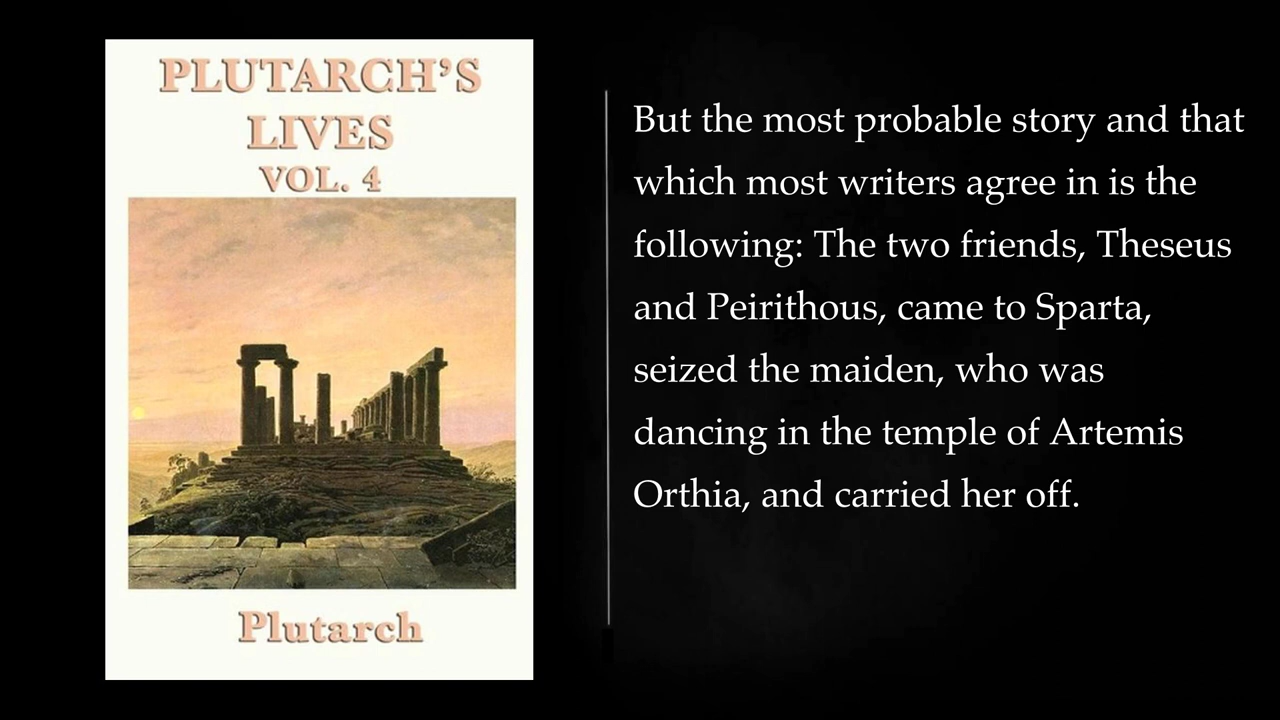 PLUTARCH'S
LIVES
VOL. 4
Plutarch
But the most probable story and that
which most writers agree in is the
following: The two friends, Theseus
and Peirithous, came to Sparta,
seized the maiden, who was
dancing in the temple of Artemis
Orthia, and carried her off.